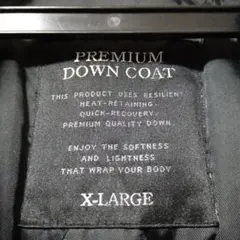 PREMIUM
DOWN COAT
THIS PRODUCT USES RESILIENT
HEAT-RETAINING.
QUICK-RECOVERY.
PREMIUM QUALITY DOWN.
ENJOY THE SOFTNESS
AND LIGHTNESS
THAT WRAP YOUR BODY
X-LARGE